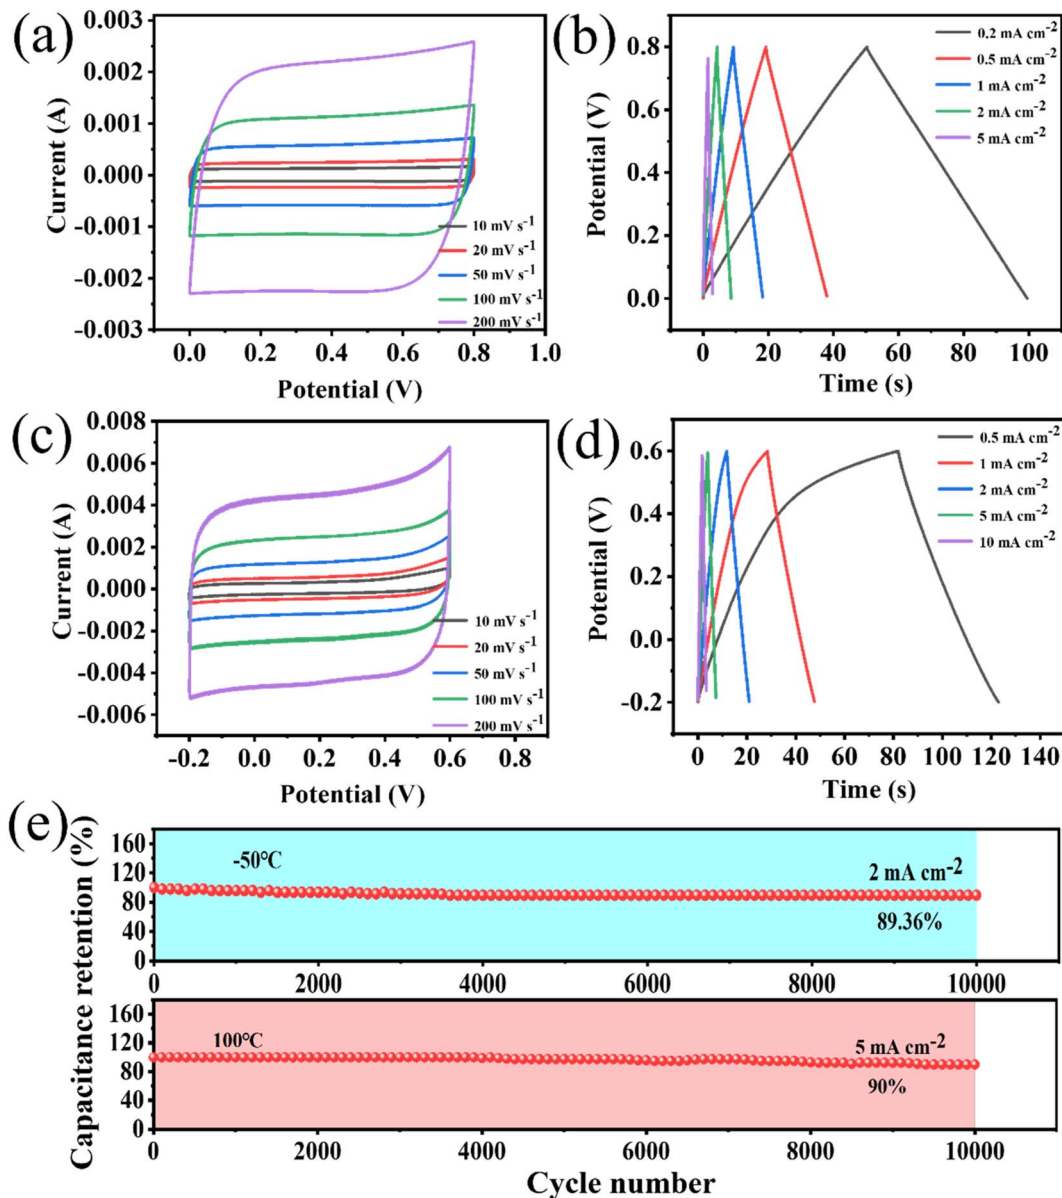 (a)
0.003
0.002
0.001
0.000
-0.001
-0.002
-0.003
Current (A)
10 mV s⁻¹
20 mV s⁻¹
50 mV s⁻¹
100 mV s⁻¹
200 mV s⁻¹
0.0 0.2 0.4 0.6 0.8 1.0
Potential (V)
(b)
0.8
0.6
0.4
0.2
0.0
Potential (V)
0.2 mA cm⁻²
0.5 mA cm⁻²
1 mA cm⁻²
2 mA cm⁻²
5 mA cm⁻²
0 20 40 60 80 100
Time (s)
(c)
0.008
0.006
0.004
0.002
0.000
-0.002
-0.004
-0.006
Current (A)
10 mV s⁻¹
20 mV s⁻¹
50 mV s⁻¹
100 mV s⁻¹
200 mV s⁻¹
-0.2 0.0 0.2 0.4 0.6 0.8
Potential (V)
(d)
0.6
0.4
0.2
0.0
-0.2
Potential (V)
0.5 mA cm⁻²
1 mA cm⁻²
2 mA cm⁻²
5 mA cm⁻²
10 mA cm⁻²
0 20 40 60 80 100 120 140
Time (s)
(e)
Capacitance retention (%)
160
120
80
40
0
-50°C
2 mA cm⁻²
89.36%
0 2000 4000 6000 8000 10000
160
120
80
40
0
100°C
5 mA cm⁻²
90%
0 2000 4000 6000 8000 10000
Cycle number